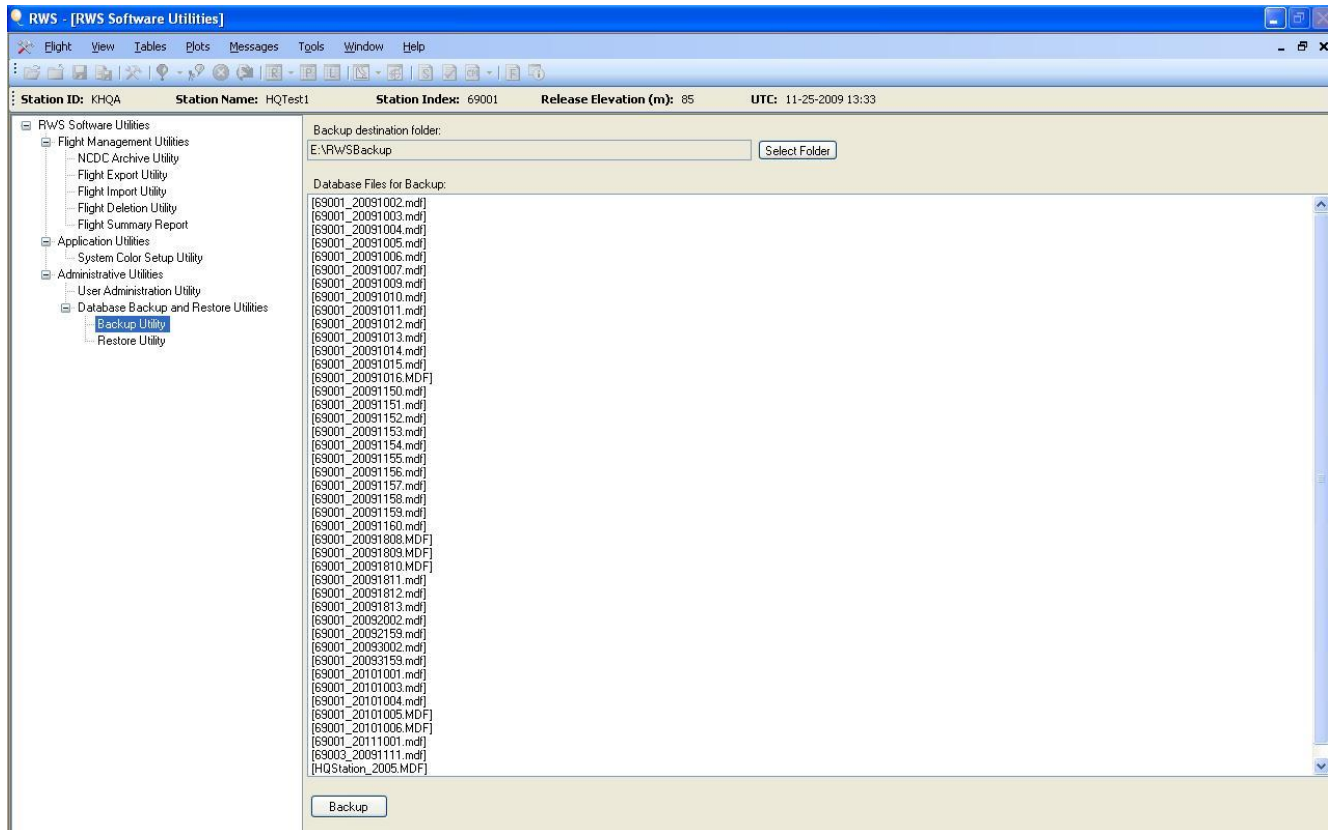 RWS - [RWS Software Utilities]
Flight View Tables Plots Messages Tools Window Help
Station ID: KHQA Station Name: HQTest1 Station Index: 69001 Release Elevation (m): 85 UTC: 11-25-2009 13:33
RWS Software Utilities
Flight Management Utilities
NCDC Archive Utility
Flight Export Utility
Flight Import Utility
Flight Deletion Utility
Flight Summary Report
Application Utilities
System Color Setup Utility
Administrative Utilities
User Administration Utility
Database Backup and Restore Utilities
Backup Utility
Restore Utility
Backup destination folder:
E:\RWSBackup Select Folder
Database Files for Backup:
[69001_20091002.mdf]
[69001_20091003.mdf]
[69001_20091004.mdf]
[69001_20091005.mdf]
[69001_20091006.mdf]
[69001_20091007.mdf]
[69001_20091009.mdf]
[69001_20091010.mdf]
[69001_20091011.mdf]
[69001_20091012.mdf]
[69001_20091013.mdf]
[69001_20091014.mdf]
[69001_20091015.mdf]
[69001_20091016.MDF]
[69001_20091150.mdf]
[69001_20091151.mdf]
[69001_20091152.mdf]
[69001_20091153.mdf]
[69001_20091154.mdf]
[69001_20091155.mdf]
[69001_20091156.mdf]
[69001_20091157.mdf]
[69001_20091158.mdf]
[69001_20091159.mdf]
[69001_20091160.mdf]
[69001_20091808.MDF]
[69001_20091809.MDF]
[69001_20091810.MDF]
[69001_20091811.mdf]
[69001_20091812.mdf]
[69001_20091813.mdf]
[69001_20092002.mdf]
[69001_20092159.mdf]
[69001_20093002.mdf]
[69001_20093159.mdf]
[69001_20101001.mdf]
[69001_20101003.mdf]
[69001_20101004.mdf]
[69001_20101005.MDF]
[69001_20101006.MDF]
[69001_20111001.mdf]
[69003_20091111.mdf]
[HQStation_2005.MDF]
Backup